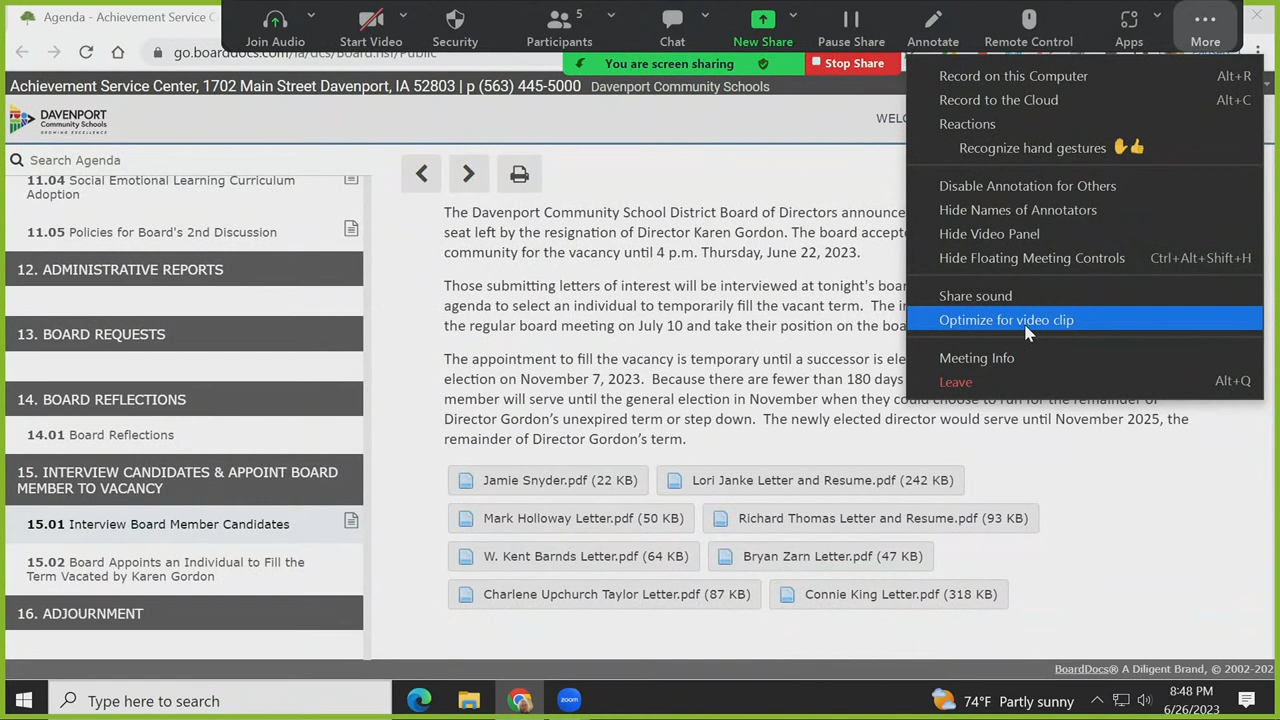 Agenda - Achievement Service C
Join Audio
Start Video
Security
5
Participants
Chat
New Share
Pause Share
Annotate
Remote Control
Apps
More
You are screen sharing
Stop Share
Achievement Service Center, 1702 Main Street Davenport, IA 52803 | p (563) 445-5000 Davenport Community Schools
DAVENPORT
Community Schools
GROWING EXCELLENCE
WELC
Search Agenda
11.04 Social Emotional Learning Curriculum
Adoption
11.05 Policies for Board's 2nd Discussion
12. ADMINISTRATIVE REPORTS
13. BOARD REQUESTS
14. BOARD REFLECTIONS
14.01 Board Reflections
15. INTERVIEW CANDIDATES & APPOINT BOARD
MEMBER TO VACANCY
15.01 Interview Board Member Candidates
15.02 Board Appoints an Individual to Fill the
Term Vacated by Karen Gordon
16. ADJOURNMENT
The Davenport Community School District Board of Directors announce
seat left by the resignation of Director Karen Gordon. The board accepte
community for the vacancy until 4 p.m. Thursday, June 22, 2023.
Those submitting letters of interest will be interviewed at tonight's boar
agenda to select an individual to temporarily fill the vacant term. The in
the regular board meeting on July 10 and take their position on the boa
The appointment to fill the vacancy is temporary until a successor is ele
election on November 7, 2023. Because there are fewer than 180 days
member will serve until the general election in November when they could choose to run for the remainder of
Director Gordon's unexpired term or step down. The newly elected director would serve until November 2025, the
remainder of Director Gordon's term.
Jamie Snyder.pdf (22 KB)
Lori Janke Letter and Resume.pdf (242 KB)
Mark Holloway Letter.pdf (50 KB)
Richard Thomas Letter and Resume.pdf (93 KB)
W. Kent Barnds Letter.pdf (64 KB)
Bryan Zarn Letter.pdf (47 KB)
Charlene Upchurch Taylor Letter.pdf (87 KB)
Connie King Letter.pdf (318 KB)
Record on this Computer Alt+R
Record to the Cloud Alt+C
Reactions
Recognize hand gestures
Disable Annotation for Others
Hide Names of Annotators
Hide Video Panel
Hide Floating Meeting Controls Ctrl+Alt+Shift+H
Share sound
Optimize for video clip
Meeting Info
Leave Alt+Q
BoardDocs® A Diligent Brand, © 2002-202
Type here to search
zoom
74°F Partly sunny
8:48 PM
6/26/2023